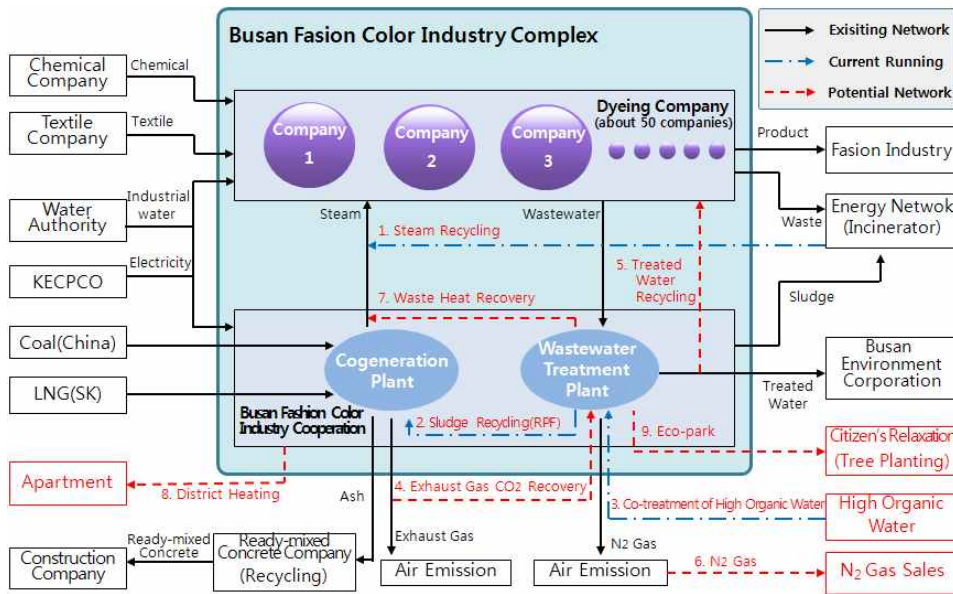 Busan Fasion Color Industry Complex
Exisiting Network
Current Running
Potential Network
Chemical
Company
Chemical
Textile
Company
Textile
Water
Authority
Industrial
water
KECPCO
Electricity
Coal(China)
LNG(SK)
Company
1
Company
2
Company
3
Dyeing Company
(about 50 companies)
Product
Fasion Industry
Waste
Energy Netwok
(Incinerator)
Steam
Wastewater
1. Steam Recycling
5. Treated
Water
Recycling
Sludge
7. Waste Heat Recovery
Cogeneration
Plant
Wastewater
Treatment
Plant
Busan
Environment
Corporation
Treated
Water
Busan Fashion Color
Industry Cooperation
2. Sludge Recycling(RPF)
9. Eco-park
Citizen's Relaxation
(Tree Planting)
Apartment
8. District Heating
Ash
4. Exhaust Gas CO2 Recovery
3. Co-treatment of High Organic Water
High Organic
Water
Construction
Company
Ready-mixed
Concrete
Ready-mixed
Concrete Company
(Recycling)
Exhaust Gas
Air Emission
N2 Gas
Air Emission
6. N2 Gas
N2 Gas Sales